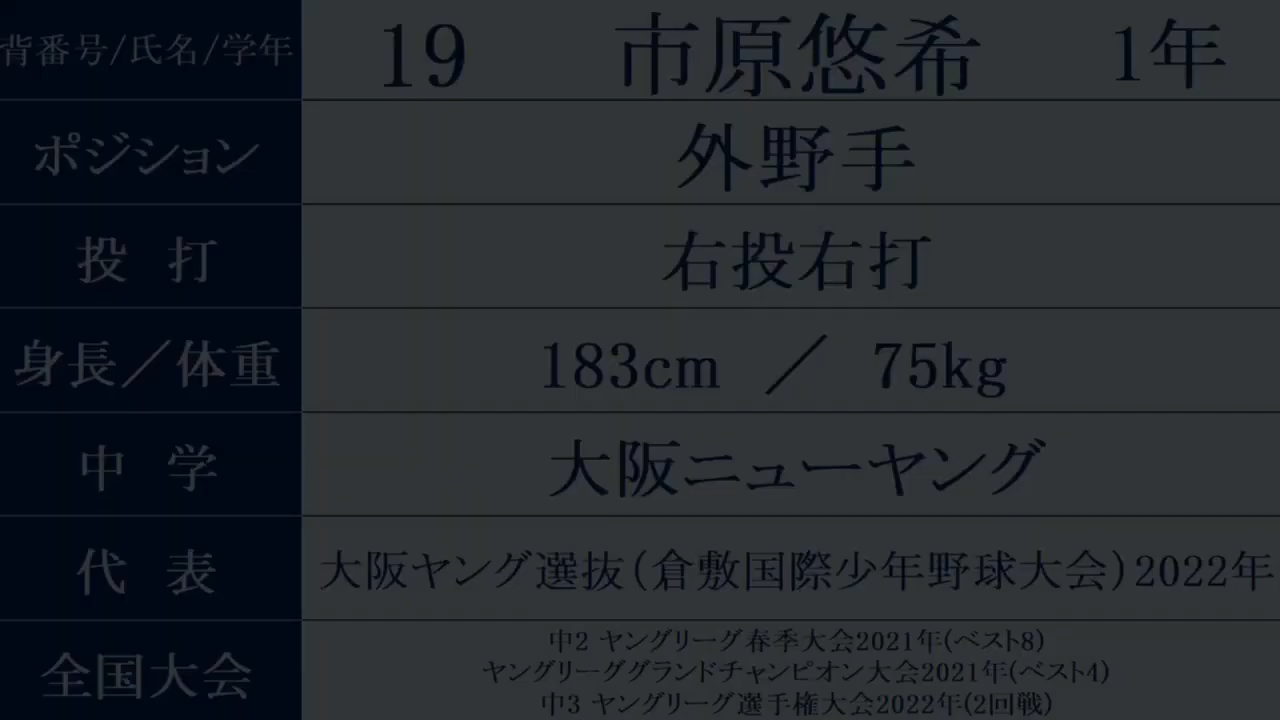 背番号/氏名/学年 19 市原悠希 1年
ポジション 外野手
投 打 右投右打
身長／体重 183cm ／ 75kg
中 学 大阪ニューヤング
代 表 大阪ヤング選抜(倉敷国際少年野球大会)2022年
全国大会
中2 ヤングリーグ春季大会2021年(ベスト8)
ヤングリーググランドチャンピオン大会2021年(ベスト4)
中3 ヤングリーグ選手権大会2022年(2回戦)